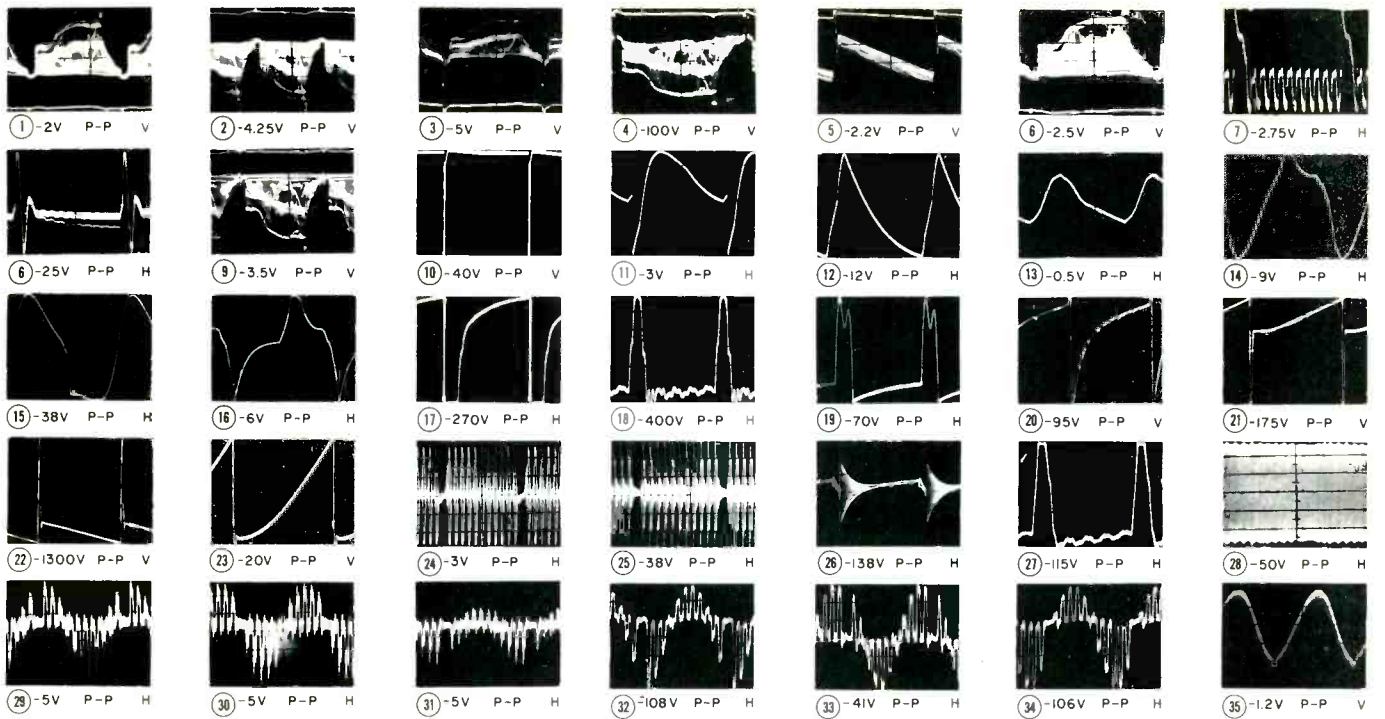 1 -2V P-P V 2 -4.25V P-P V 3 -5V P-P V 4 -100V P-P V 5 -2.2V P-P V 6 -2.5V P-P V 7 -2.75V P-P H
6 -25V P-P H 9 -3.5V P-P V 10 -40V P-P V 11 -3V P-P H 12 -12V P-P H 13 -0.5V P-P H 14 -9V P-P H
15 -38V P-P H 16 -6V P-P H 17 -270V P-P H 18 -400V P-P H 19 -70V P-P H 20 -95V P-P V 21 -175V P-P V
22 -1300V P-P V 23 -20V P-P V 24 -3V P-P H 25 -38V P-P H 26 -138V P-P H 27 -115V P-P H 28 -50V P-P H
29 -5V P-P H 30 -5V P-P H 31 -5V P-P H 32 -108V P-P H 33 -41V P-P H 34 -106V P-P H 35 -1.2V P-P V